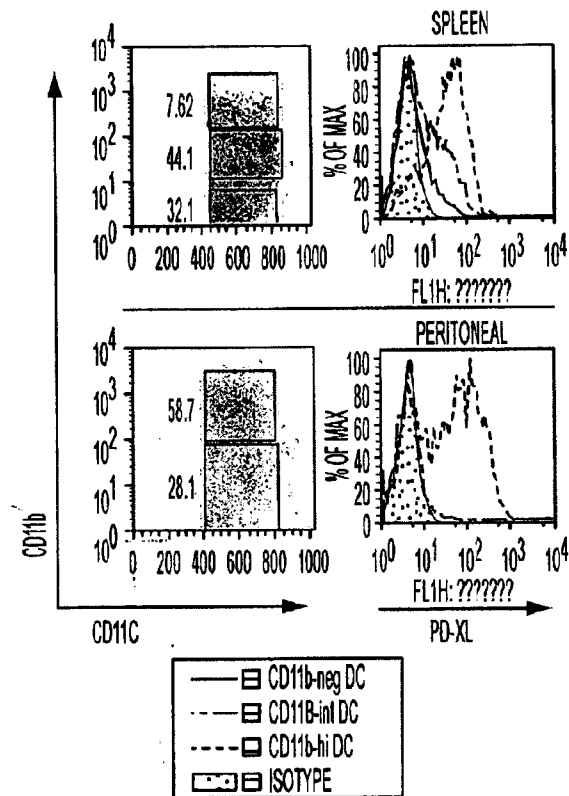 SPLEEN
10^4
10^3
10^2
10^1
10^0
7.62
44.1
32.1
0 200 400 600 800 1000
% OF MAX
100
80
60
40
20
0
10^0 10^1 10^2 10^3 10^4
FL1H: ???????
PERITONEAL
10^4
10^3
10^2
10^1
10^0
58.7
28.1
0 200 400 600 800 1000
% OF MAX
100
80
60
40
20
0
10^0 10^1 10^2 10^3 10^4
FL1H: ???????
CD11b
CD11C
PD-XL
CD11b-neg DC
CD11B-inl DC
CD11b-hi DC
ISOTYPE